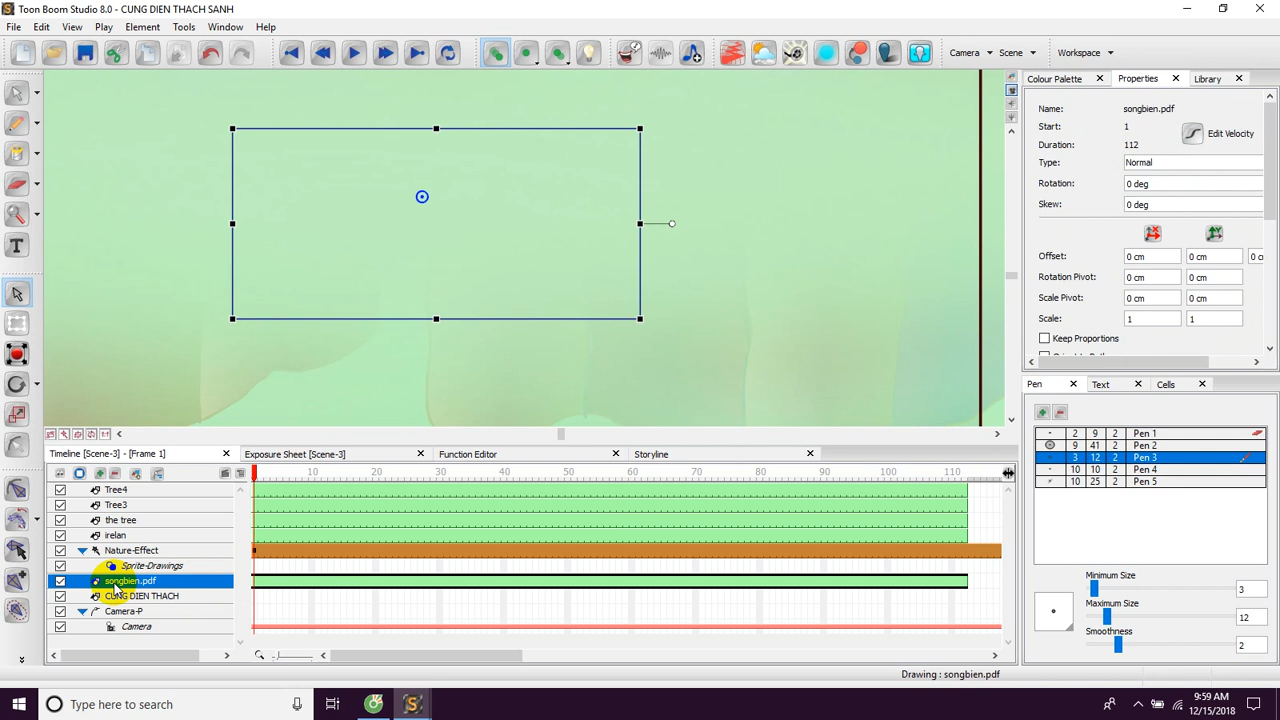 Toon Boom Studio 8.0 - CUNG DIEN THACH SANH
File Edit View Play Element Tools Window Help
Camera Scene Workspace
Colour Palette Properties Library
Name: songbien.pdf
Start: 1 Edit Velocity
Duration: 112
Type: Normal
Rotation: 0 deg
Skew: 0 deg
Offset: 0 cm 0 cm 0 c
Rotation Pivot: 0 cm 0 cm
Scale Pivot: 0 cm 0 cm
Scale: 1 1
Keep Proportions
Pen Text Cells
2 9 2 Pen 1
9 41 2 Pen 2
3 12 2 Pen 3
10 10 2 Pen 4
10 25 2 Pen 5
Minimum Size
3
Maximum Size
12
Smoothness
2
Timeline [Scene-3] - [Frame 1] Exposure Sheet [Scene-3] Function Editor Storyline
10 20 30 40 50 60 70 80 90 100 110
Tree4
Tree3
the tree
irelan
Nature-Effect
Sprite-Drawings
songbien.pdf
CUNG DIEN THACH
Camera-P
Camera
Drawing : songbien.pdf
Type here to search
9:59 AM
12/15/2018